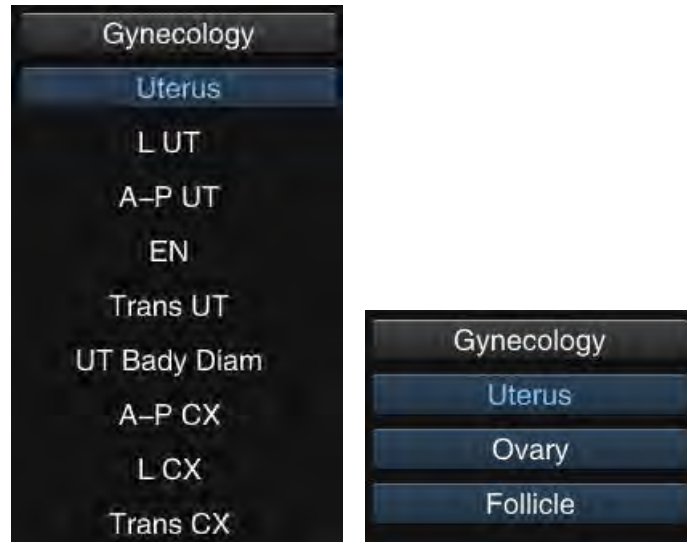 Gynecology
Uterus
L UT
A–P UT
EN
Trans UT
UT Bady Diam
A–P CX
L CX
Trans CX
Gynecology
Uterus
Ovary
Follicle